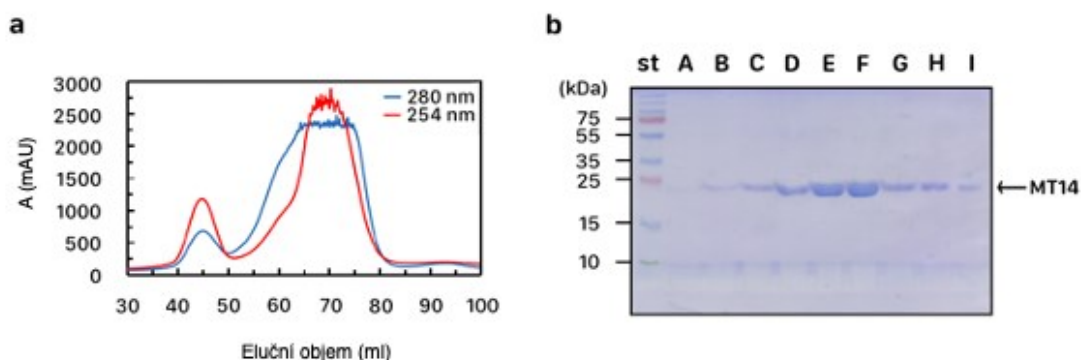 a
3000
2500
2000
1500
1000
500
0
A (mAU)
280 nm
254 nm
30 40 50 60 70 80 90 100
Eluční objem (ml)
b
st A B C D E F G H I
(kDa)
75
55
35
25
15
10
←MT14